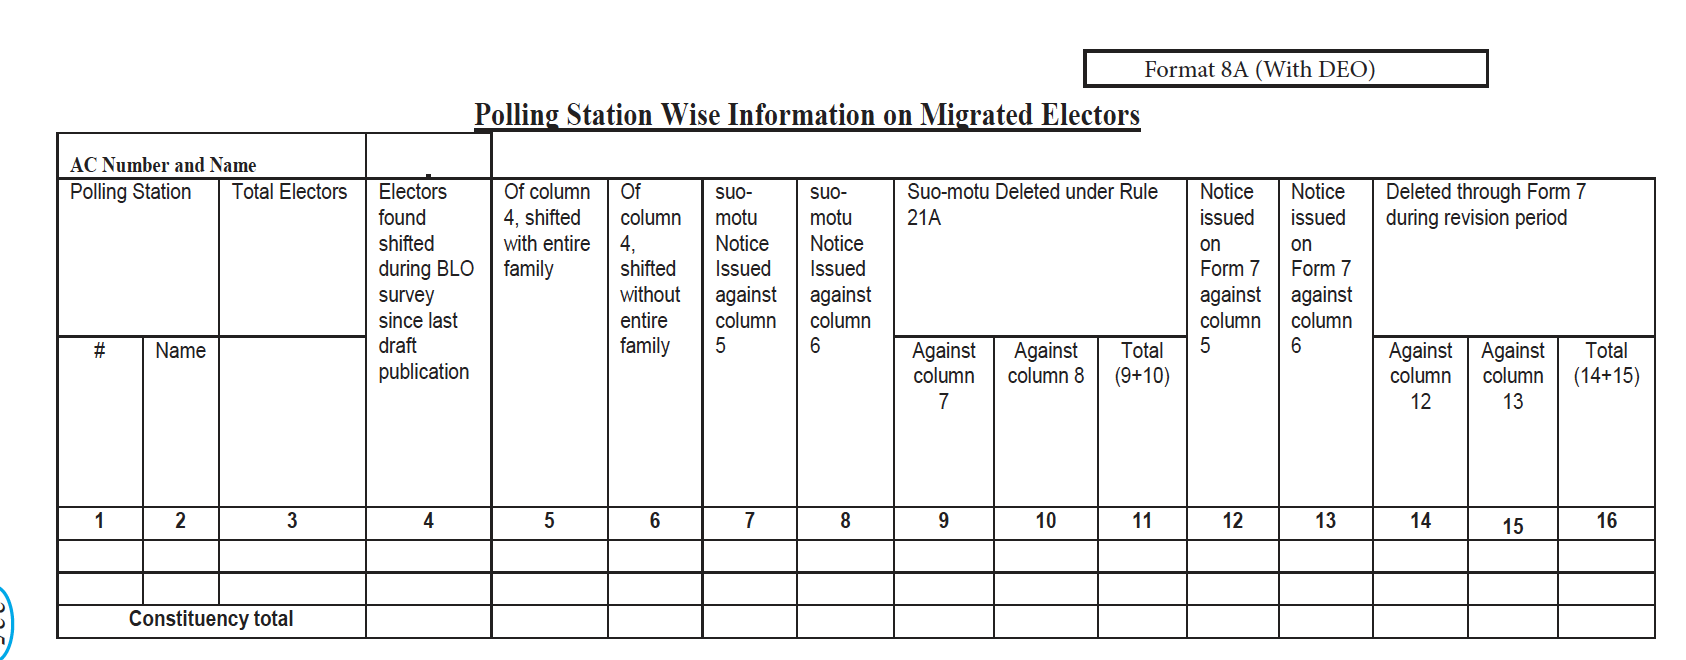 Format 8A (With DEO)
Polling Station Wise Information on Migrated Electors
AC Number and Name
Polling Station
Total Electors
Electors
found
shifted
during BLO
survey
since last
draft
publication
Of column
4, shifted
with entire
family
Of
column
4,
shifted
without
entire
family
suo-
motu
Notice
Issued
against
column
5
suo-
motu
Notice
Issued
against
column
6
Suo-motu Deleted under Rule
21A
Notice
issued
on
Form 7
against
column
5
Notice
issued
on
Form 7
against
column
6
Deleted through Form 7
during revision period
#
Name
Against
column
7
Against
column 8
Total
(9+10)
Against
column
12
Against
column
13
Total
(14+15)
1 2 3 4 5 6 7 8 9 10 11 12 13 14 15 16
Constituency total